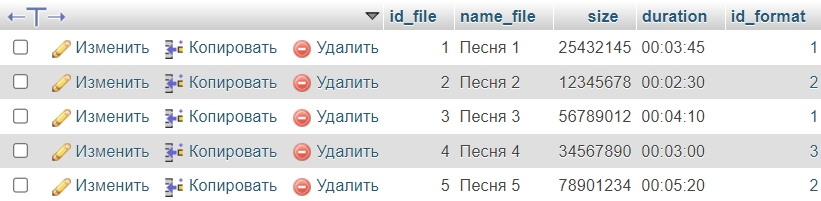 ←T→ id_file name_file size duration id_format
Изменить Копировать Удалить 1 Песня 1 25432145 00:03:45 1
Изменить Копировать Удалить 2 Песня 2 12345678 00:02:30 2
Изменить Копировать Удалить 3 Песня 3 56789012 00:04:10 1
Изменить Копировать Удалить 4 Песня 4 34567890 00:03:00 3
Изменить Копировать Удалить 5 Песня 5 78901234 00:05:20 2